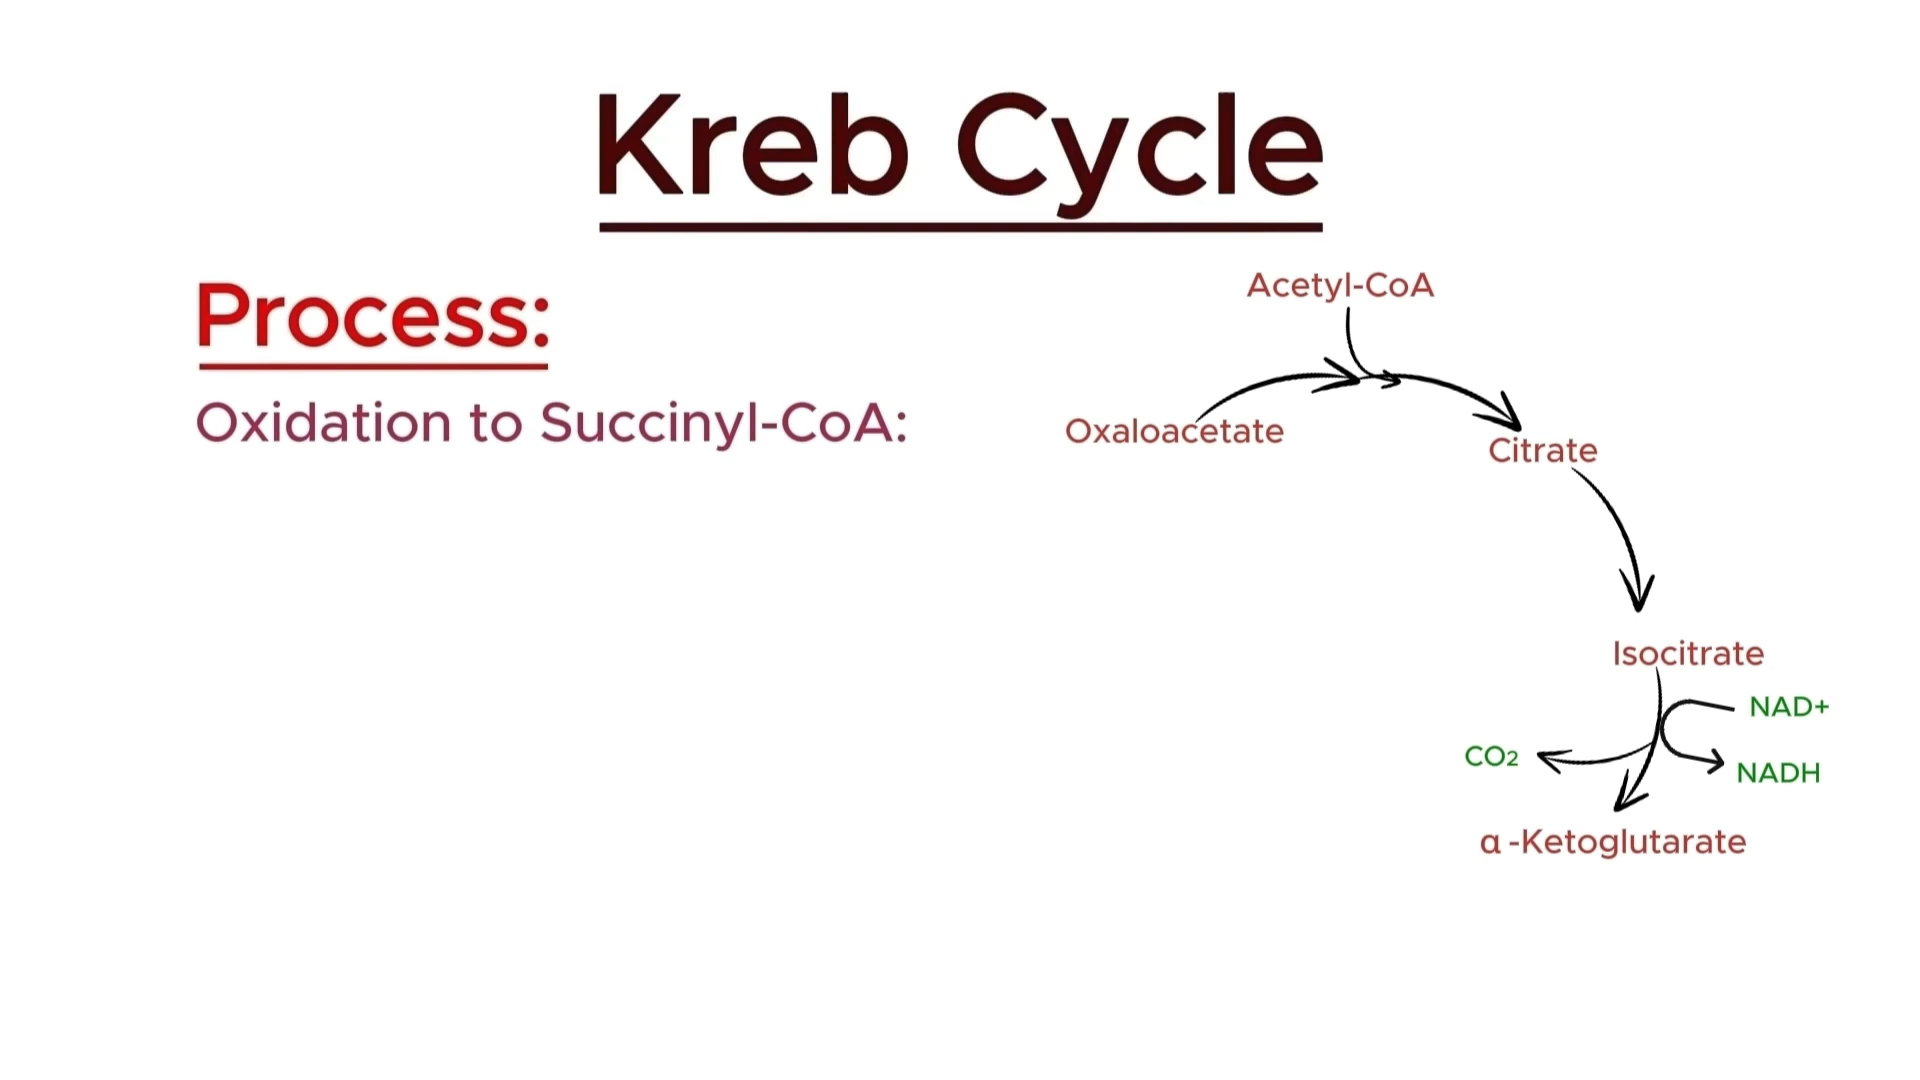 Kreb Cycle
Process:
Oxidation to Succinyl-CoA:
Acetyl-CoA
Oxaloacetate
Citrate
Isocitrate
NAD+
CO2
NADH
α -Ketoglutarate